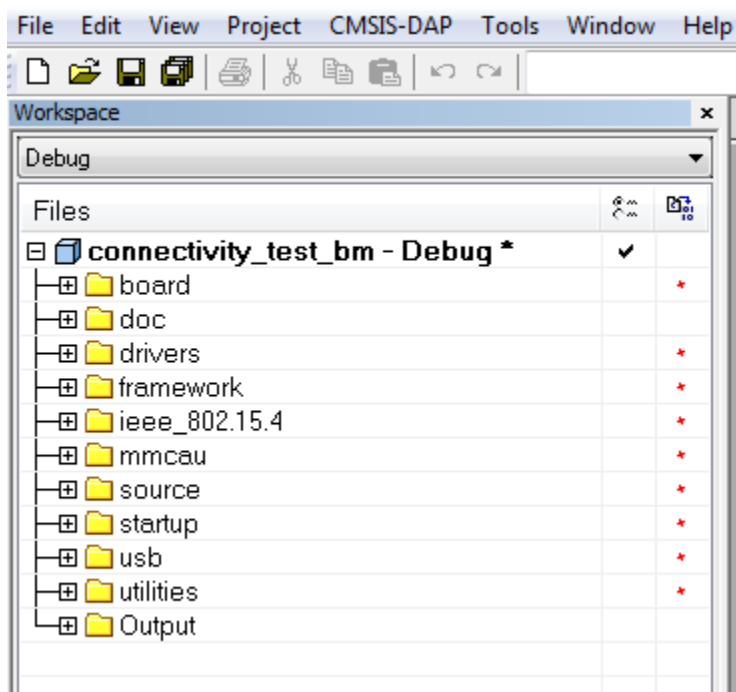 File Edit View Project CMSIS-DAP Tools Window Help
Workspace
Debug
Files
connectivity_test_bm - Debug *
board
doc
drivers
framework
ieee_802.15.4
mmcau
source
startup
usb
utilities
Output